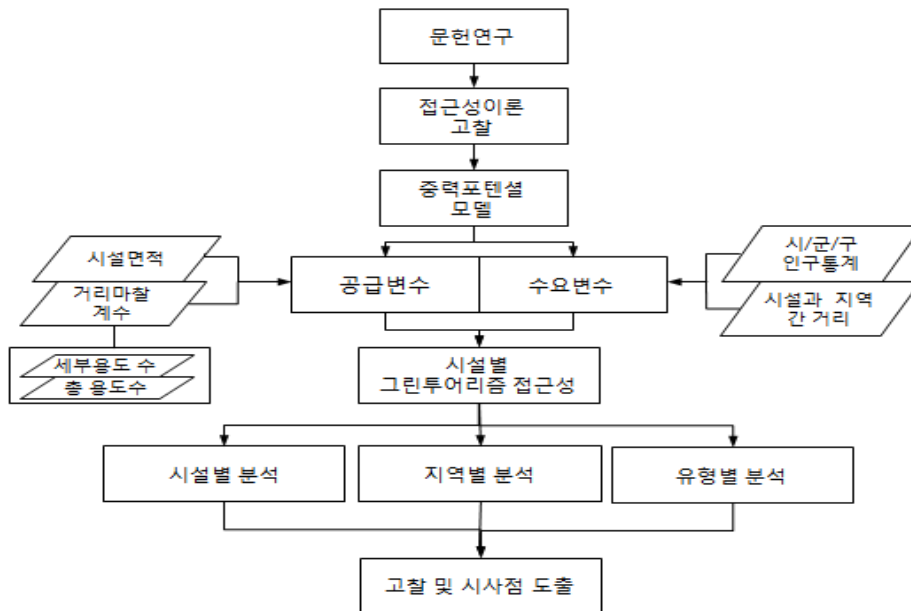 문헌연구
접근성이론
고찰
중력포텐셜
모델
시설면적
거리마찰
계수
세부용도 수
총 용도수
공급변수
수요변수
시/군/구
인구통계
시설과 지역
간 거리
시설별
그린투어리즘 접근성
시설별 분석
지역별 분석
유형별 분석
고찰 및 시사점 도출